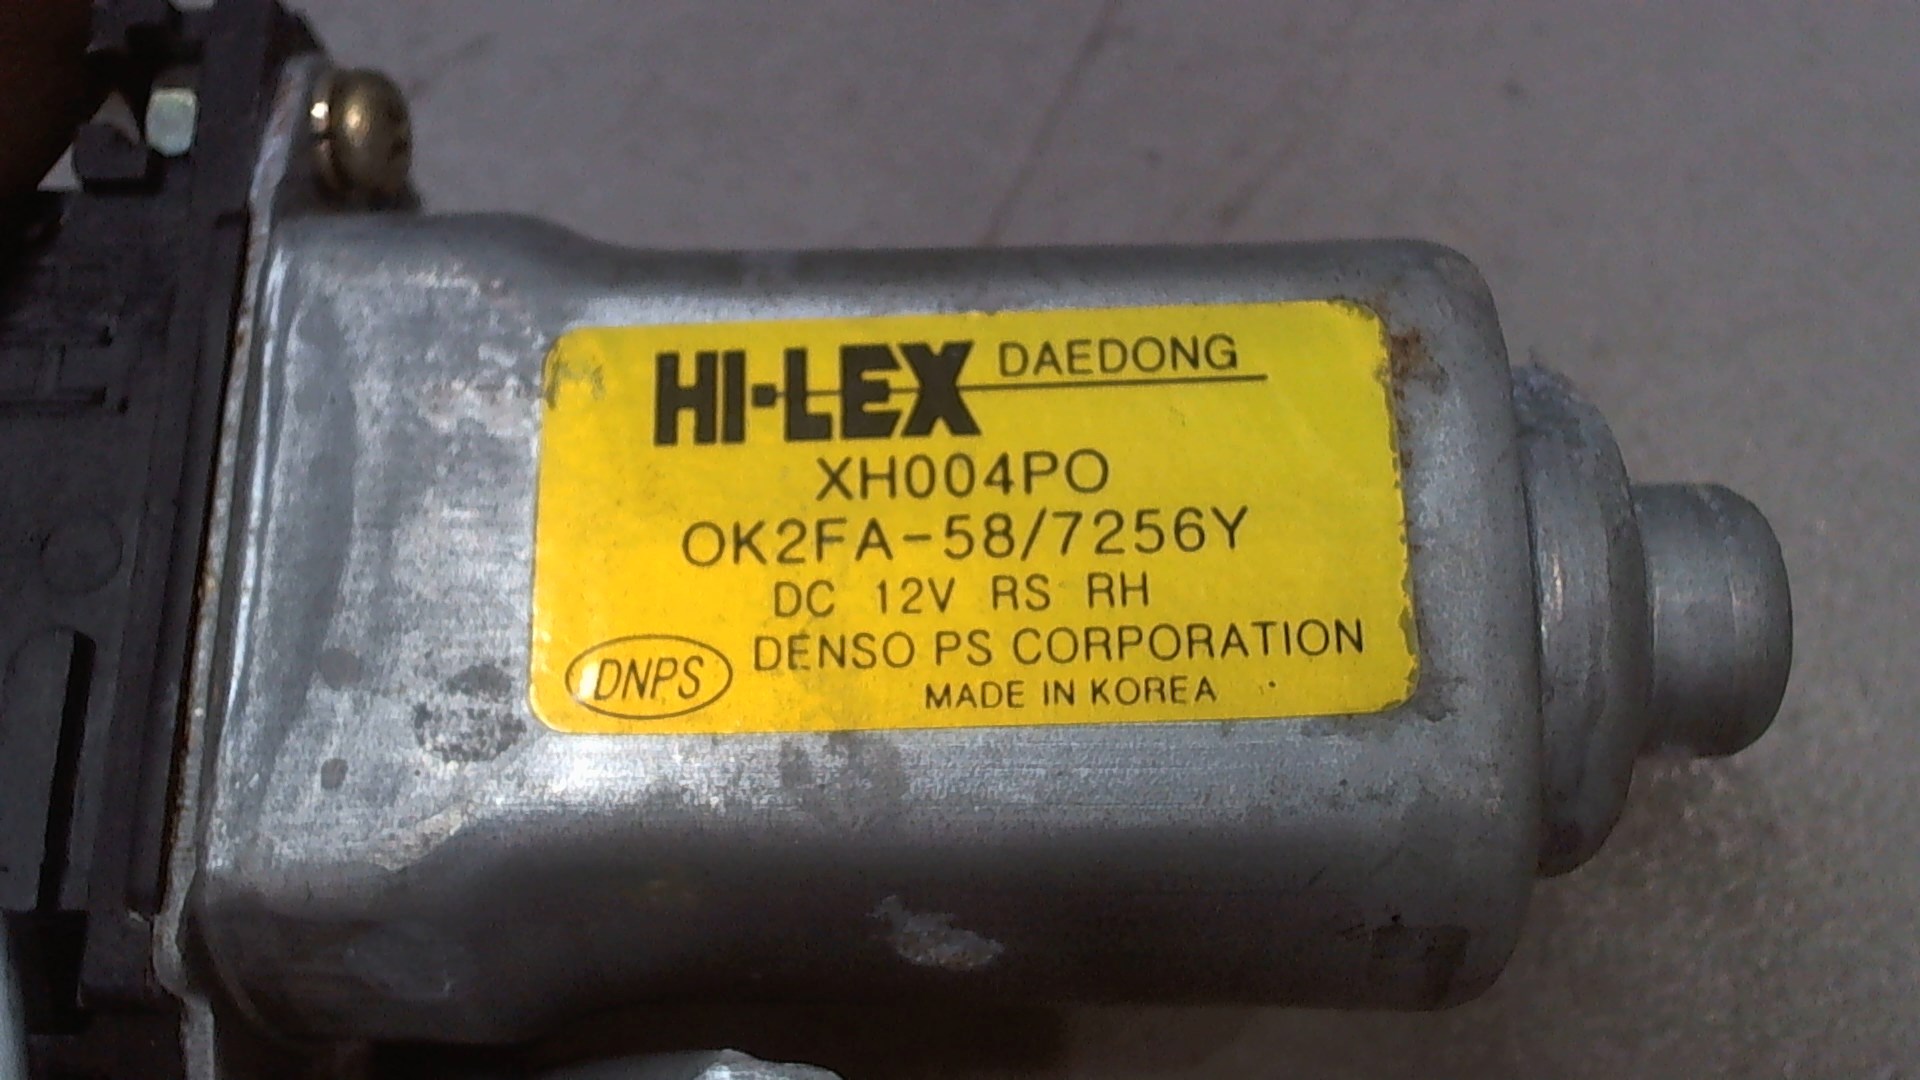 HI-LEX DAEDONG
XH004PO
OK2FA-58/7256Y
DC 12V RS RH
DNPS DENSO PS CORPORATION
MADE IN KOREA